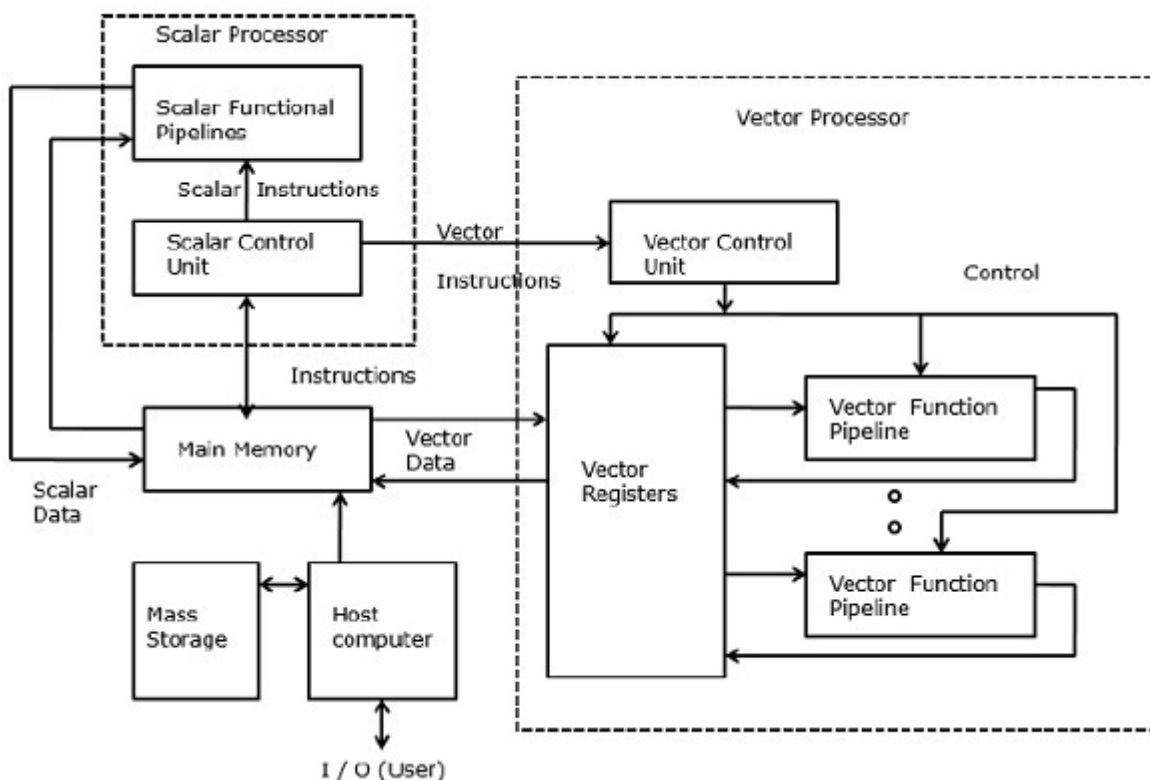 Scalar Processor
Scalar Functional
Pipelines
Scalar Instructions
Scalar Control
Unit
Vector
Instructions
Vector Processor
Vector Control
Unit
Control
Instructions
Main Memory
Vector
Data
Scalar
Data
Vector
Registers
Vector Function
Pipeline
Vector Function
Pipeline
Mass
Storage
Host
computer
I / O (User)